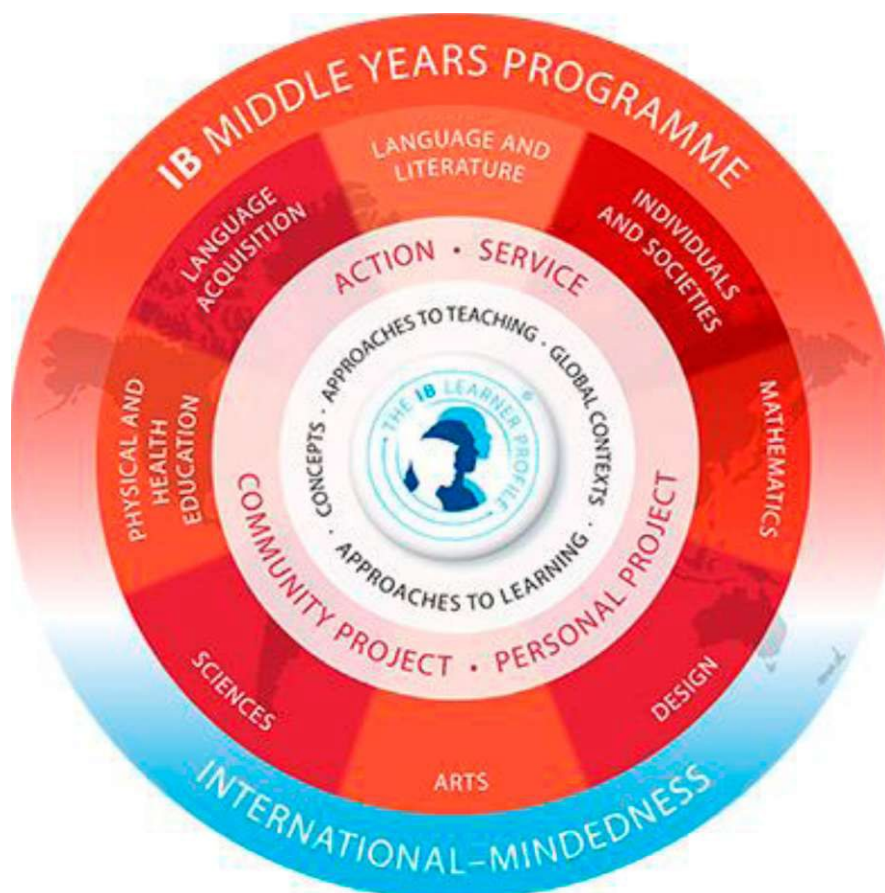 IB MIDDLE YEARS PROGRAMME
LANGUAGE AND
LITERATURE
INDIVIDUALS
AND SOCIETIES
MATHEMATICS
DESIGN
ARTS
SCIENCES
PHYSICAL AND
HEALTH
EDUCATION
LANGUAGE
ACQUISITION
ACTION · SERVICE
COMMUNITY PROJECT · PERSONAL PROJECT
APPROACHES TO TEACHING · GLOBAL CONTEXTS ·
· CONCEPTS ·
APPROACHES TO LEARNING
· THE IB LEARNER PROFILE ·
®
INTERNATIONAL–MINDEDNESS